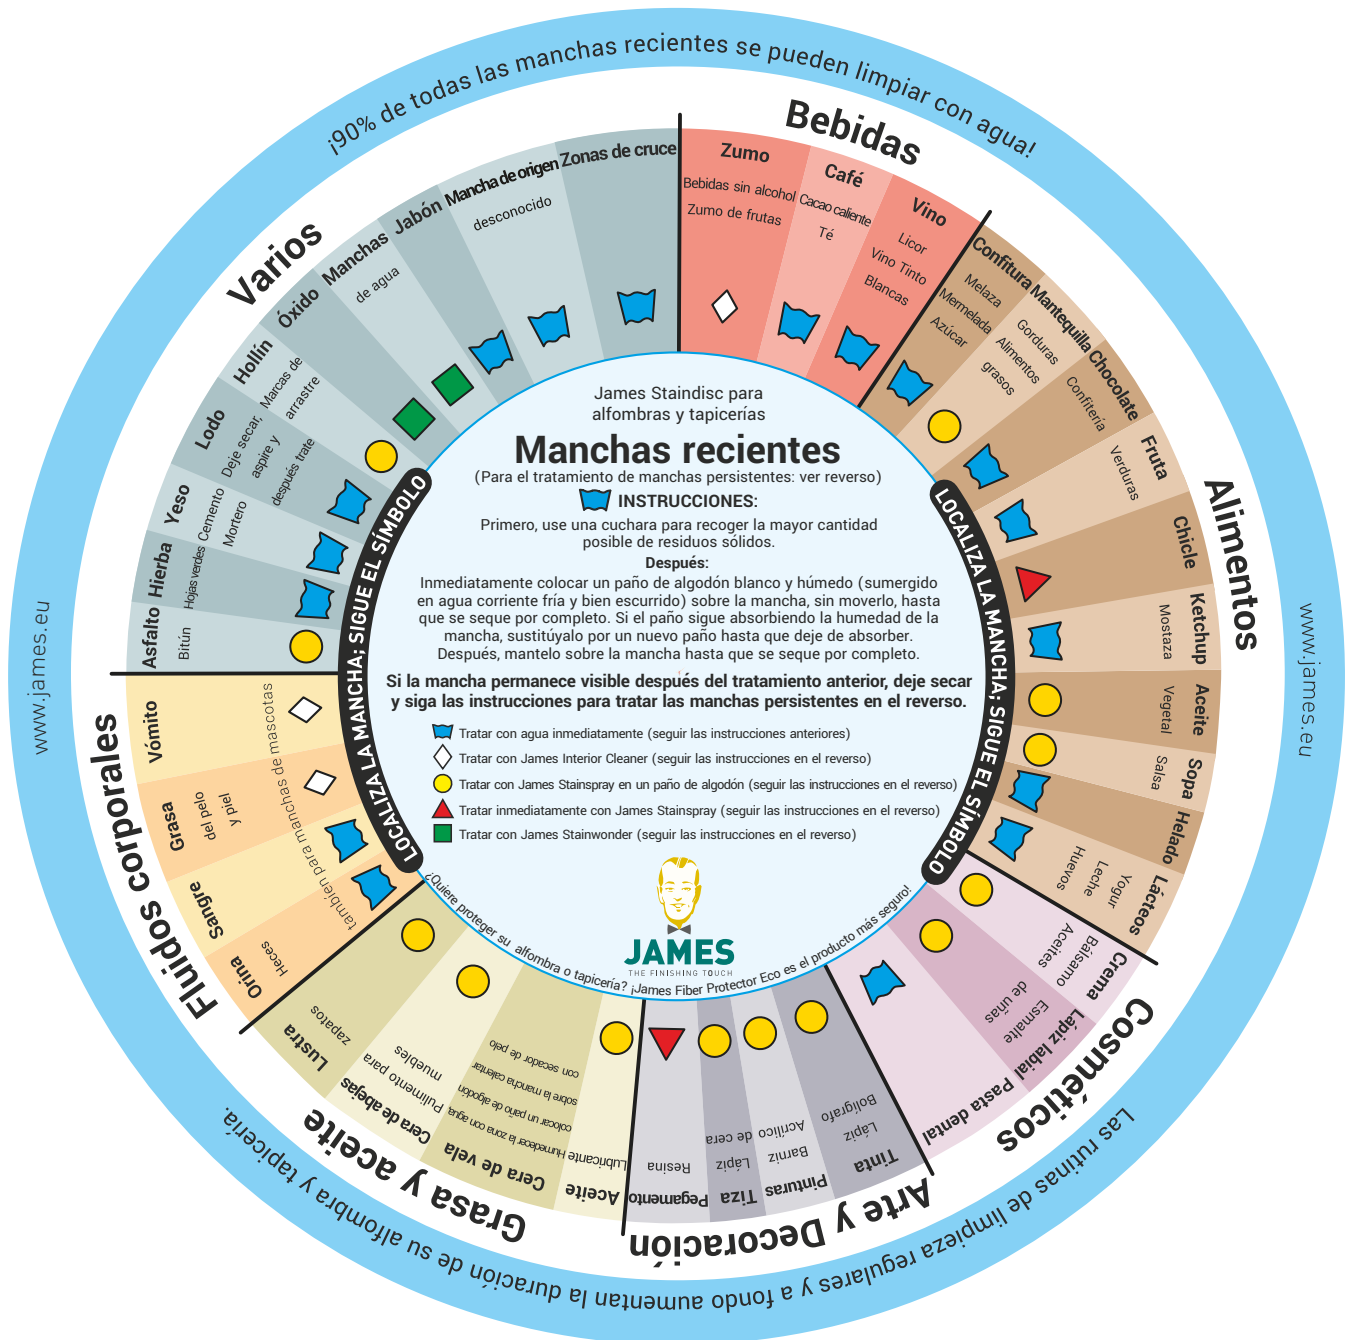 ¡90% de todas las manchas recientes se pueden limpiar con agua!
www.james.eu
Las rutinas de limpieza regulares y a fondo aumentan la duración de su alfombra y tapicería.
www.james.eu
Bebidas
Zumo
Bebidas sin alcohol
Zumo de frutas
Café
Cacao caliente
Té
Vino
Licor
Vino Tinto
Blancas
Alimentos
Confitura
Melaza
Mermelada
Azúcar
Mantequilla
Gorduras
Alimentos
grasos
Chocolate
Confitería
Fruta
Verduras
Chicle
Ketchup
Mostaza
Aceite
Vegetal
Sopa
Salsa
Helado
Lácteos
Yogur
Leche
Huevos
Cosméticos
Crema
Bálsamo
Aceites
Lápiz labial
Esmalte
de uñas
Pasta dental
Arte y Decoración
Tinta
Lápiz
Bolígrafo
Pinturas
Barniz
Acrílico
Tiza
Lápiz
de cera
Pegamento
Resina
Grasa y aceite
Aceite
Lubricante
Cera de vela
Humedecer la zona con agua,
colocar un paño de algodón
sobre la mancha calentar
con secador de pelo
Cera de abejas
Pulimento para
muebles
Lustra
zapatos
Fluidos corporales
Orina
Heces
Sangre
Grasa
del pelo
y piel
Vómito
también para manchas de mascotas
Varios
Asfalto
Bitún
Hierba
Hojas verdes
Yeso
Cemento
Mortero
Lodo
Deje secar,
aspire y
después trate
Hollín
Marcas de
arrastre
Óxido
Manchas
de agua
Jabón
Mancha de origen
desconocido
Zonas de cruce
LOCALIZA LA MANCHA; SIGUE EL SÍMBOLO
LOCALIZA LA MANCHA; SIGUE EL SÍMBOLO
James Staindisc para
alfombras y tapicerías
Manchas recientes
(Para el tratamiento de manchas persistentes: ver reverso)
INSTRUCCIONES:
Primero, use una cuchara para recoger la mayor cantidad
posible de residuos sólidos.
Después:
Inmediatamente colocar un paño de algodón blanco y húmedo (sumergido
en agua corriente fría y bien escurrido) sobre la mancha, sin moverlo, hasta
que se seque por completo. Si el paño sigue absorbiendo la humedad de la
mancha, sustitúyalo por un nuevo paño hasta que deje de absorber.
Después, mantelo sobre la mancha hasta que se seque por completo.
Si la mancha permanece visible después del tratamiento anterior, deje secar
y siga las instrucciones para tratar las manchas persistentes en el reverso.
Tratar con agua inmediatamente (seguir las instrucciones anteriores)
Tratar con James Interior Cleaner (seguir las instrucciones en el reverso)
Tratar con James Stainspray en un paño de algodón (seguir las instrucciones en el reverso)
Tratar inmediatamente con James Stainspray (seguir las instrucciones en el reverso)
Tratar con James Stainwonder (seguir las instrucciones en el reverso)
JAMES
THE FINISHING TOUCH
¿Quiere proteger su alfombra o tapicería? ¡James Fiber Protector Eco es el producto más seguro!